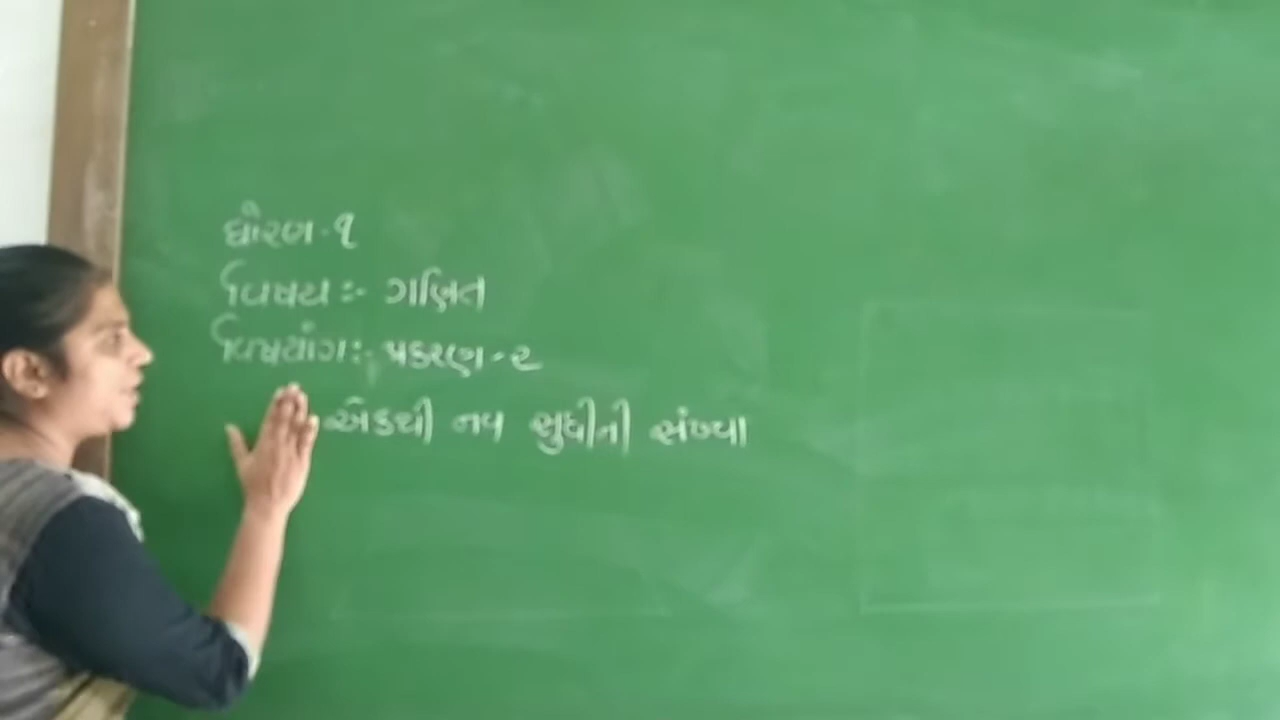 ધોરણ-૧
વિષય :- ગણિત
વિષયાંગ :- પ્રકરણ-૨
એકથી નવ સુધીની સંખ્યા